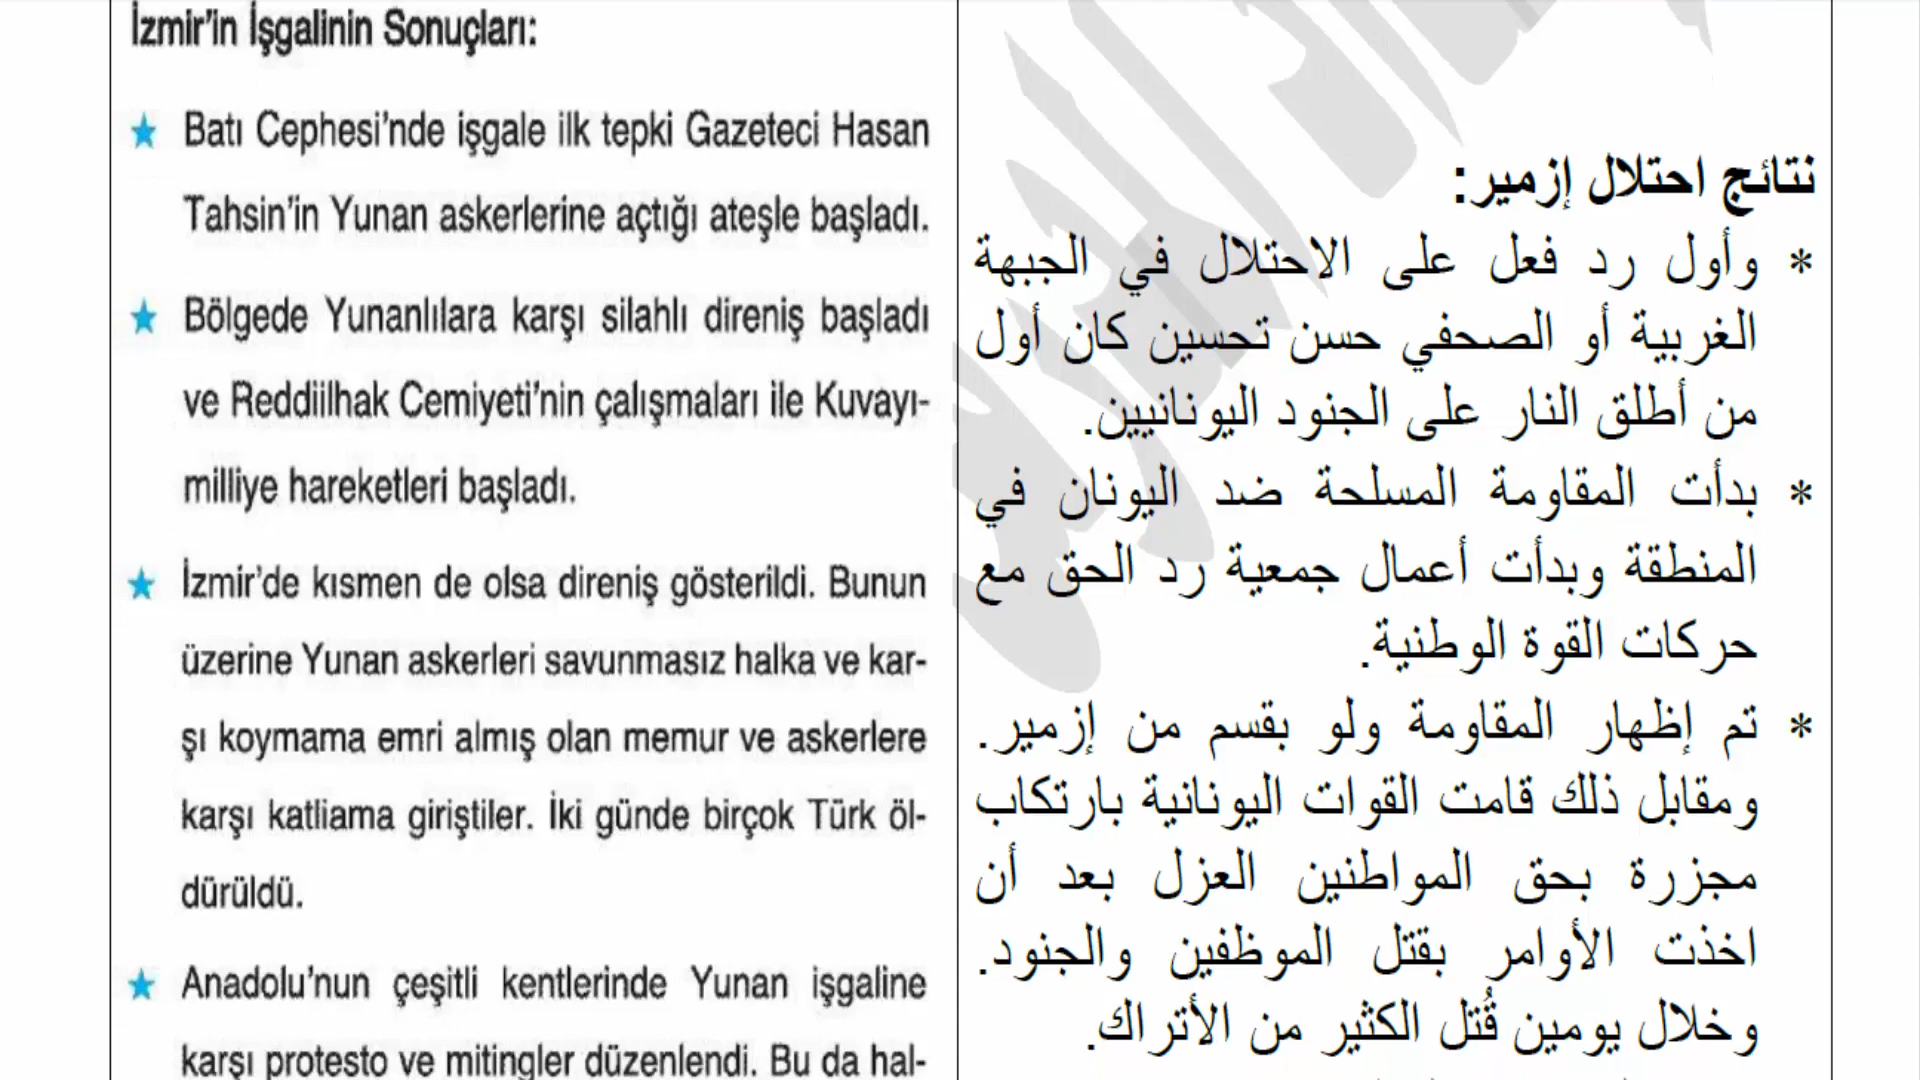 İzmir'in İşgalinin Sonuçları:
★ Batı Cephesi'nde işgale ilk tepki Gazeteci Hasan
Tahsin'in Yunan askerlerine açtığı ateşle başladı.
★ Bölgede Yunanlılara karşı silahlı direniş başladı
ve Reddiilhak Cemiyeti'nin çalışmaları ile Kuvayı-
milliye hareketleri başladı.
★ İzmir'de kısmen de olsa direniş gösterildi. Bunun
üzerine Yunan askerleri savunmasız halka ve kar-
şı koymama emri almış olan memur ve askerlere
karşı katliama giriştiler. İki günde birçok Türk öl-
dürüldü.
★ Anadolu'nun çeşitli kentlerinde Yunan işgaline
karşı protesto ve mitingler düzenlendi. Bu da hal-
نتائج احتلال إزمير:
* وأول رد فعل على الاحتلال في الجبهة
الغربية أو الصحفي حسن تحسين كان أول
من أطلق النار على الجنود اليونانيين.
* بدأت المقاومة المسلحة ضد اليونان في
المنطقة وبدأت أعمال جمعية رد الحق مع
حركات القوة الوطنية.
* تم إظهار المقاومة ولو بقسم من إزمير.
ومقابل ذلك قامت القوات اليونانية بارتكاب
مجزرة بحق المواطنين العزل بعد أن
اخذت الأوامر بقتل الموظفين والجنود.
وخلال يومين قُتل الكثير من الأتراك.